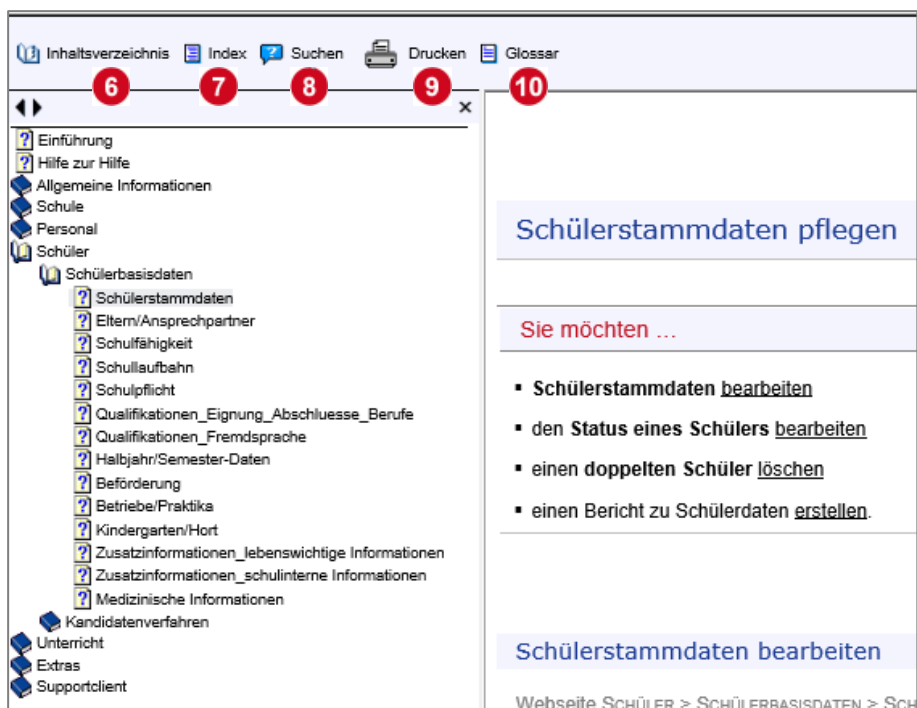 Inhaltsverzeichnis Index Suchen Drucken Glossar
6 7 8 9 10
Einführung
Hilfe zur Hilfe
Allgemeine Informationen
Schule
Personal
Schüler
Schülerbasisdaten
Schülerstammdaten
Eltern/Ansprechpartner
Schulfähigkeit
Schullaufbahn
Schulpflicht
Qualifikationen_Eignung_Abschluesse_Berufe
Qualifikationen_Fremdsprache
Halbjahr/Semester-Daten
Beförderung
Betriebe/Praktika
Kindergarten/Hort
Zusatzinformationen_lebenswichtige Informationen
Zusatzinformationen_schulinterne Informationen
Medizinische Informationen
Kandidatenverfahren
Unterricht
Extras
Supportclient
Schülerstammdaten pflegen
Sie möchten ...
▪ Schülerstammdaten bearbeiten
▪ den Status eines Schülers bearbeiten
▪ einen doppelten Schüler löschen
▪ einen Bericht zu Schülerdaten erstellen.
Schülerstammdaten bearbeiten
Webseite SCHÜLER > SCHÜLERBASISDATEN > SCH